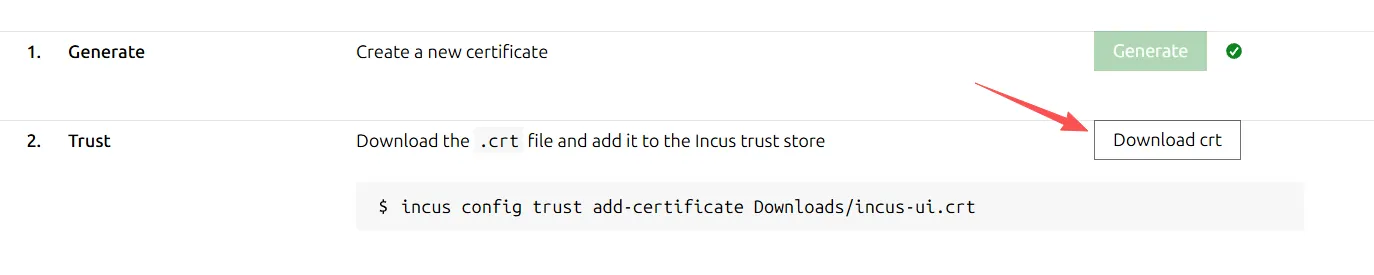 1. Generate Create a new certificate Generate
2. Trust Download the .crt file and add it to the Incus trust store Download crt
$ incus config trust add-certificate Downloads/incus-ui.crt